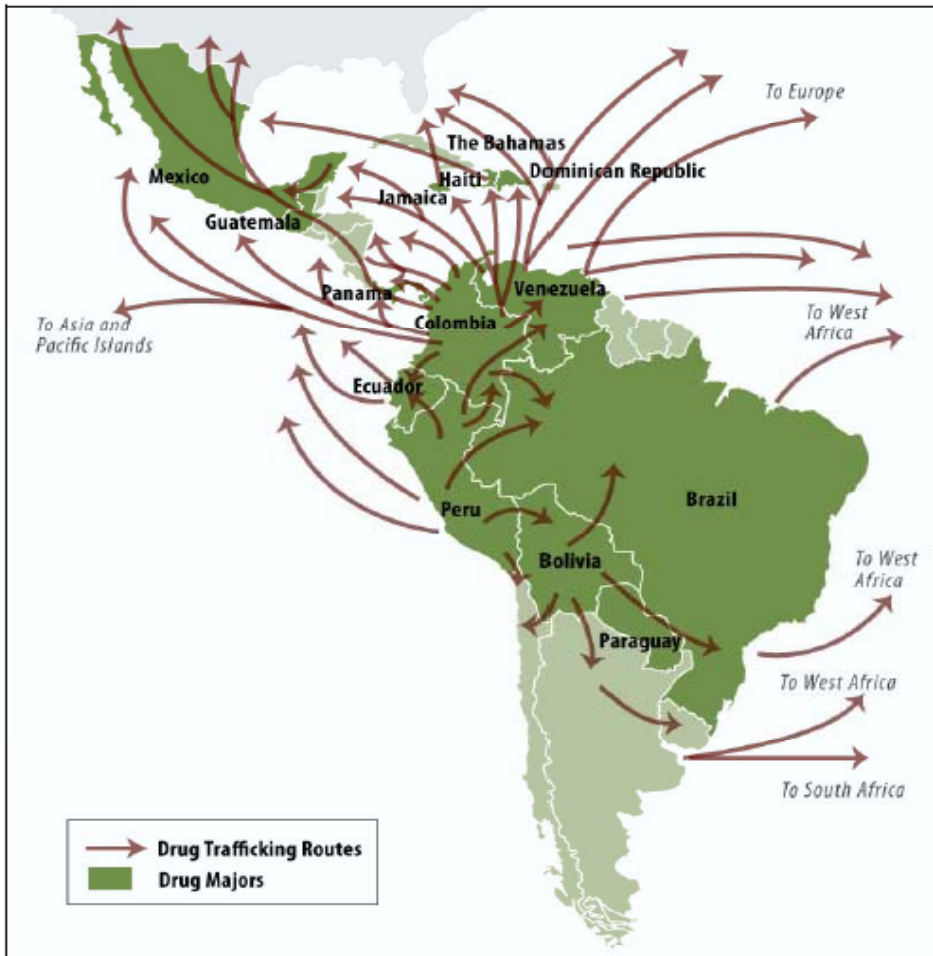 To Europe
The Bahamas
Dominican Republic
Haiti
Mexico
Jamaica
Guatemala
Venezuela
Panama
To West
Africa
Colombia
To Asia and
Pacific Islands
Ecuador
Brazil
Peru
Bolivia
To West
Africa
Paraguay
To West Africa
To South Africa
Drug Trafficking Routes
Drug Majors